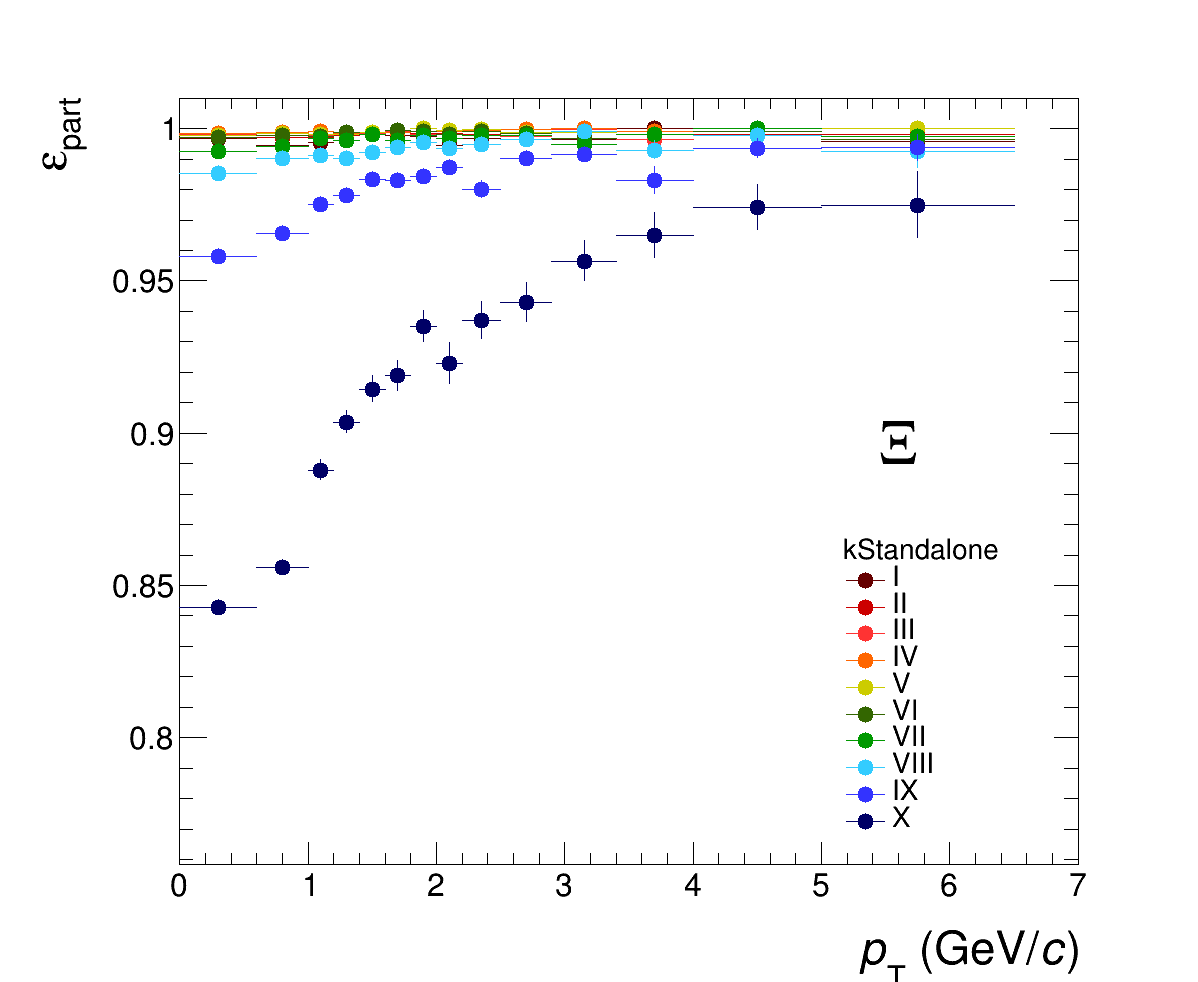 ε_part
1
0.95
0.9
0.85
0.8
Ξ
kStandalone
I
II
III
IV
V
VI
VII
VIII
IX
X
0 1 2 3 4 5 6 7
p_T (GeV/c)